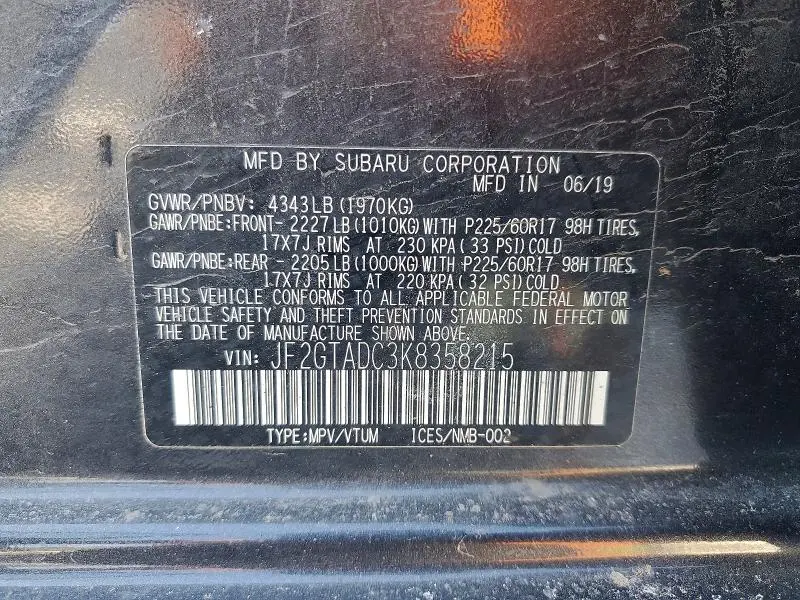 MFD BY SUBARU CORPORATION
MFD IN 06/19
GVWR/PNBV: 4343LB (1970KG)
GAWR/PNBE:FRONT- 2227LB (1010KG) WITH P225/60R17 98H TIRES,
17X7J RIMS AT 230 KPA ( 33 PSI) COLD
GAWR/PNBE:REAR - 2205LB (1000KG) WITH P225/60R17 98H TIRES,
17X7J RIMS AT 220 KPA ( 32 PSI) COLD.
THIS VEHICLE CONFORMS TO ALL APPLICABLE FEDERAL MOTOR
VEHICLE SAFETY AND THEFT PREVENTION STANDARDS IN EFFECT ON
THE DATE OF MANUFACTURE SHOWN ABOVE.
VIN: JF2GTADC3K8358215
TYPE:MPV/VTUM ICES/NMB-002